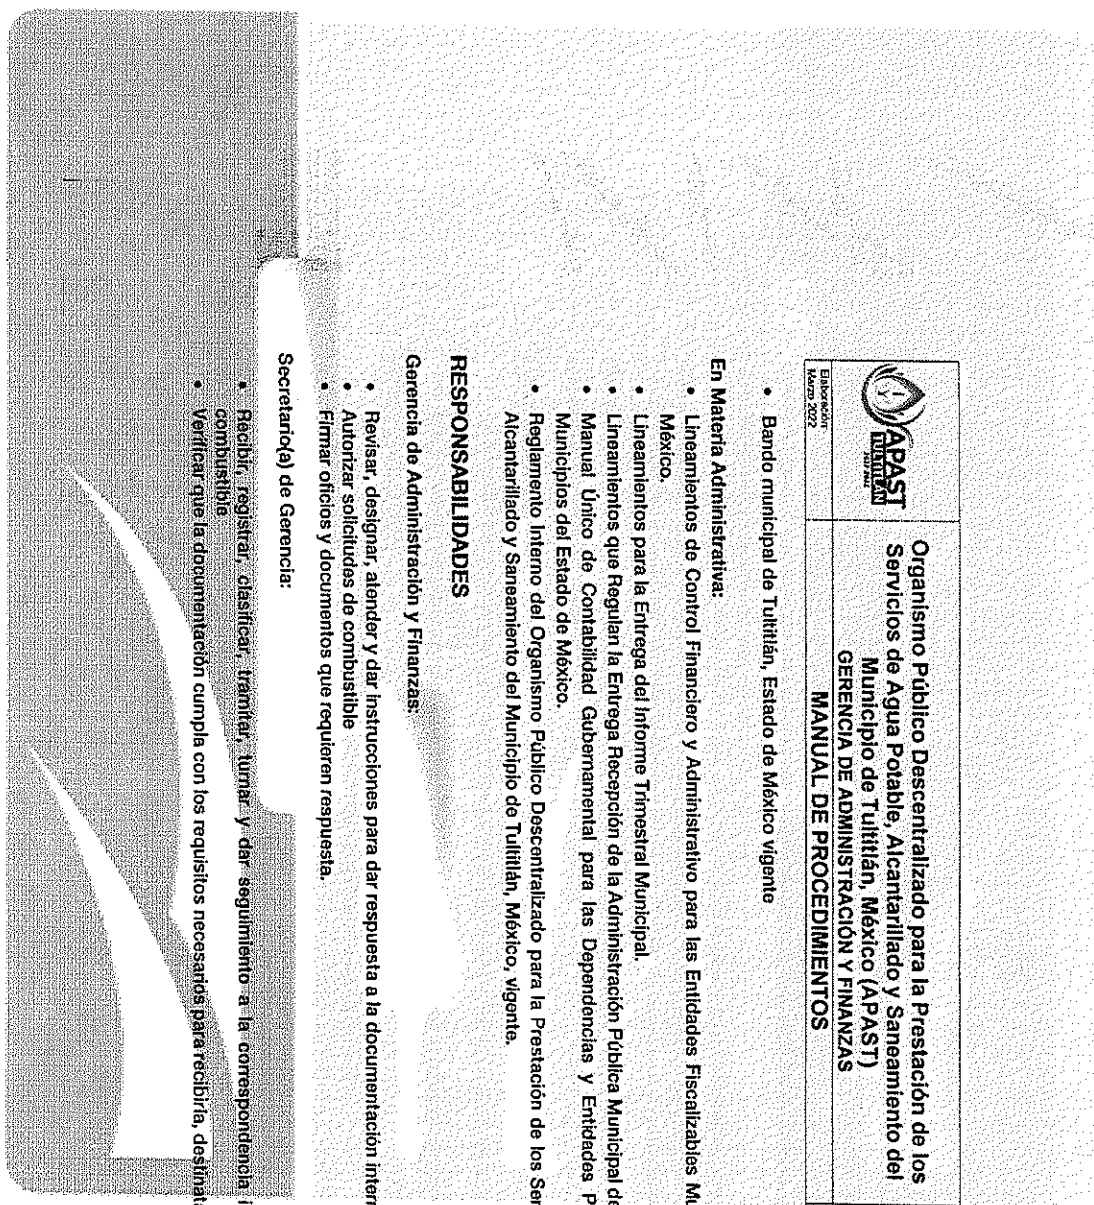 APAST
TULTITLÁN
Elaboración:
Marzo 2022
Organismo Público Descentralizado para la Prestación de los
Servicios de Agua Potable, Alcantarillado y Saneamiento del
Municipio de Tultitlán, México (APAST)
GERENCIA DE ADMINISTRACIÓN Y FINANZAS
MANUAL DE PROCEDIMIENTOS
• Bando municipal de Tultitlán, Estado de México vigente
En Materia Administrativa:
• Lineamientos de Control Financiero y Administrativo para las Entidades Fiscalizables Mu
México.
• Lineamientos para la Entrega del Informe Trimestral Municipal.
• Lineamientos que Regulan la Entrega Recepción de la Administración Pública Municipal de
• Manual Único de Contabilidad Gubernamental para las Dependencias y Entidades P
Municipios del Estado de México.
• Reglamento Interno del Organismo Público Descentralizado para la Prestación de los Ser
Alcantarillado y Saneamiento del Municipio de Tultitlán, México, vigente.
RESPONSABILIDADES
Gerencia de Administración y Finanzas:
• Revisar, designar, atender y dar instrucciones para dar respuesta a la documentación intern
• Autorizar solicitudes de combustible
• Firmar oficios y documentos que requieren respuesta.
Secretario(a) de Gerencia:
• Recibir, registrar, clasificar, tramitar, turnar y dar seguimiento a la correspondencia i
combustible
• Verificar que la documentación cumpla con los requisitos necesarios para recibirla, destinata